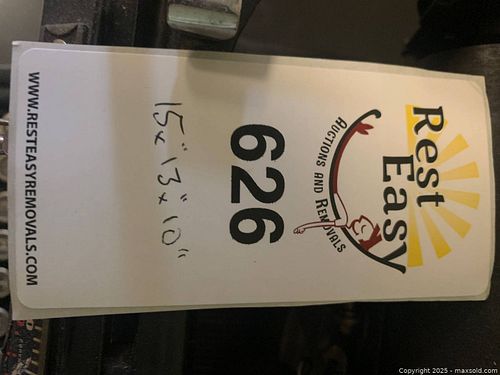 Rest
Easy
AUCTIONS AND REMOVALS
626
15"x 13"x 10"
WWW.RESTEASYREMOVALS.COM
Copyright 2025 - maxsold.com